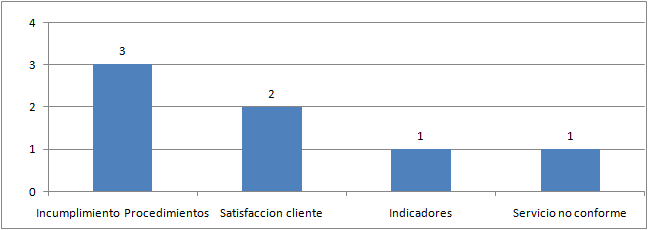 4
3
2
1
0
3
2
1
1
Incumplimiento Procedimientos
Satisfaccion cliente
Indicadores
Servicio no conforme